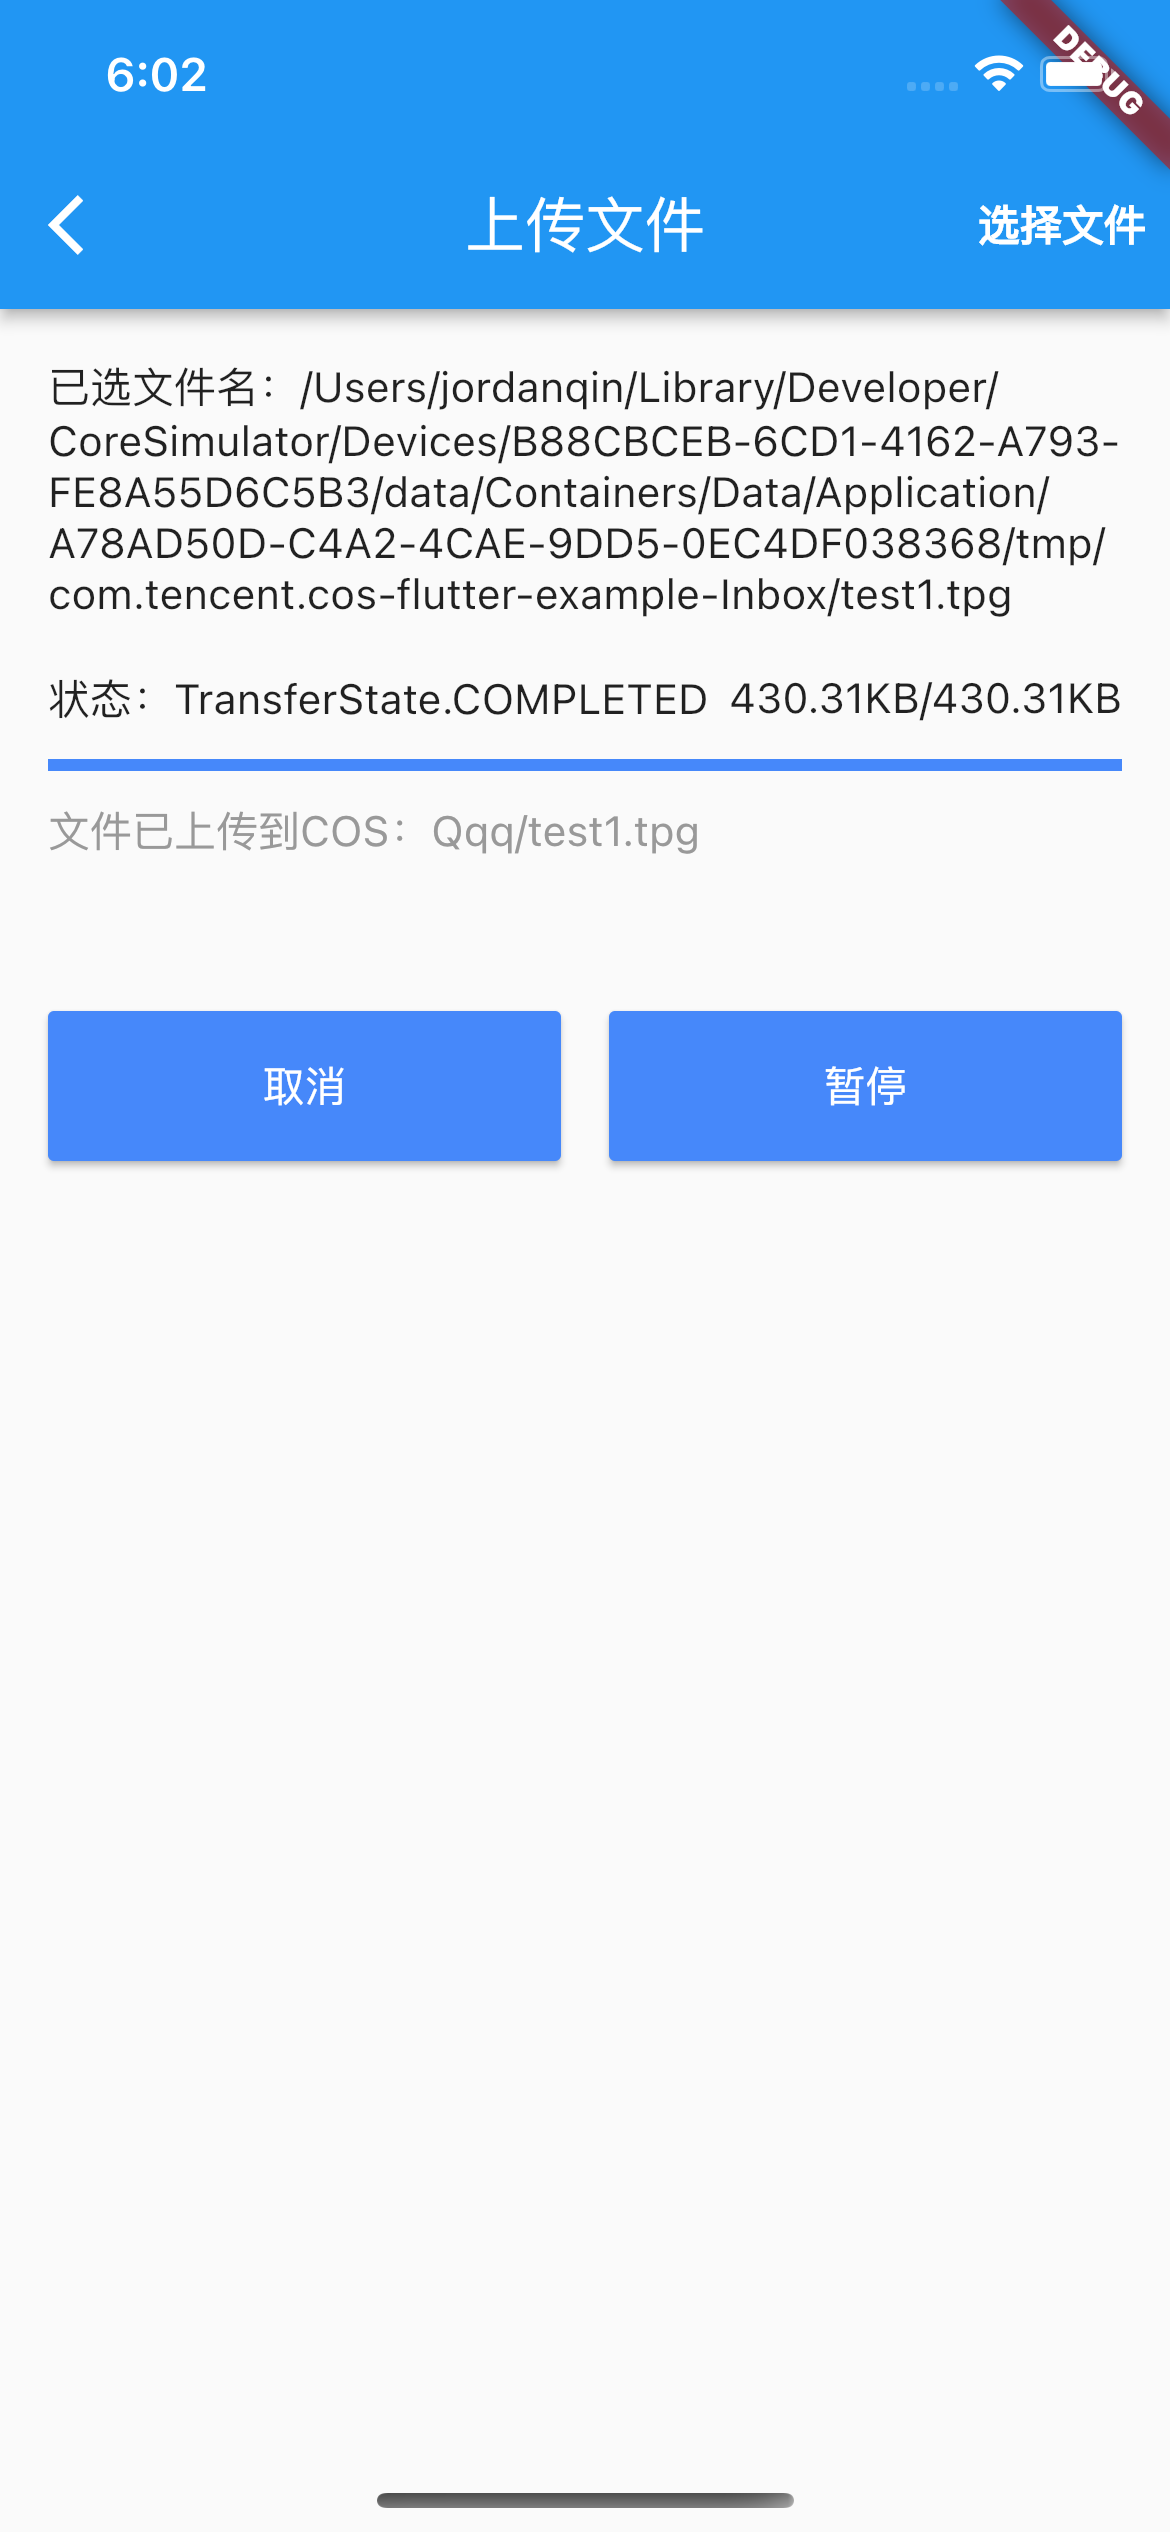 6:02
DEBUG
上传文件
选择文件
已选文件名：/Users/jordanqin/Library/Developer/
CoreSimulator/Devices/B88CBCEB-6CD1-4162-A793-
FE8A55D6C5B3/data/Containers/Data/Application/
A78AD50D-C4A2-4CAE-9DD5-0EC4DF038368/tmp/
com.tencent.cos-flutter-example-Inbox/test1.tpg
状态：TransferState.COMPLETED 430.31KB/430.31KB
文件已上传到COS：Qqq/test1.tpg
取消
暂停